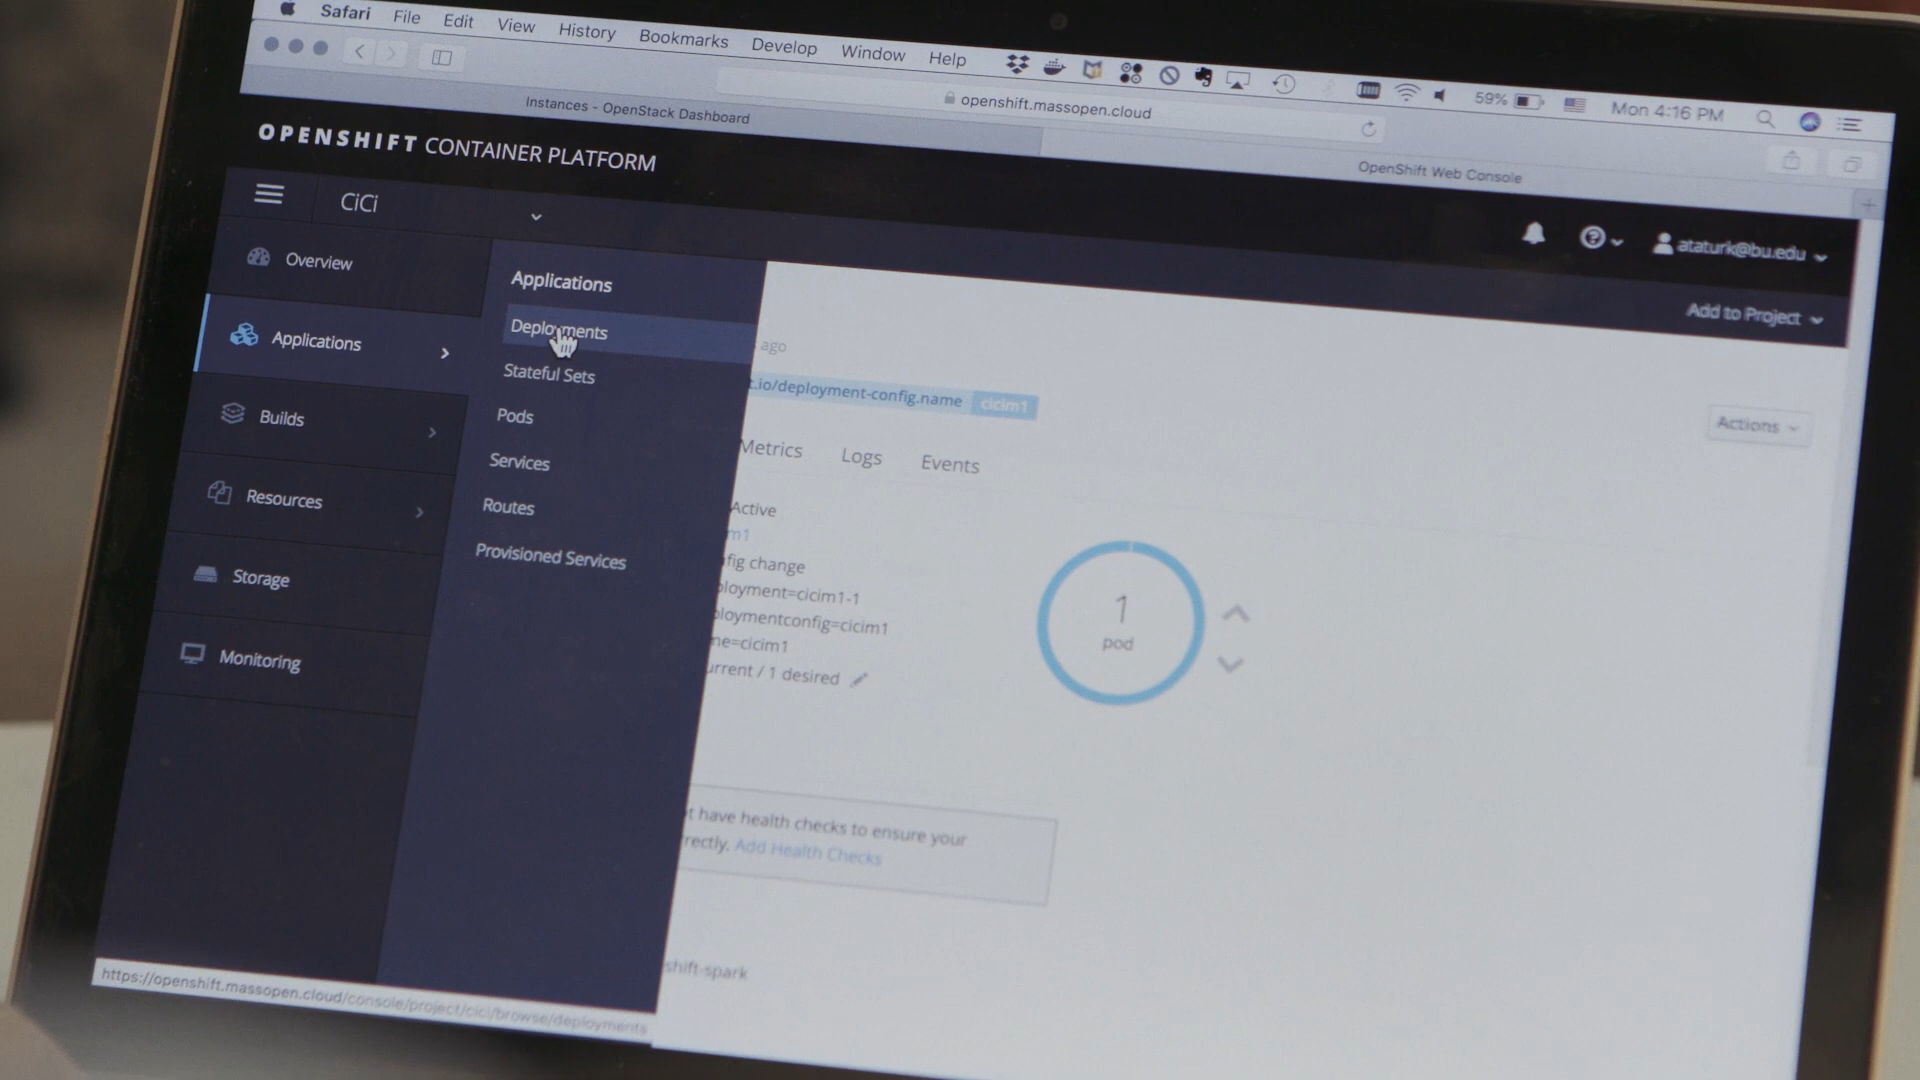 Safari File Edit View History Bookmarks Develop Window Help 59% Mon 4:16 PM
openshift.massopen.cloud
Instances - OpenStack Dashboard
OpenShift Web Console
OPENSHIFT CONTAINER PLATFORM
CiCi
ataturk@bu.edu
Add to Project
Overview
Applications
Builds
Resources
Storage
Monitoring
Applications
Deployments
Stateful Sets
Pods
Services
Routes
Provisioned Services
ago
t.io/deployment-config.name cicim1
Actions
Metrics Logs Events
Active
m1
fig change
ployment=cicim1-1
ploymentconfig=cicim1
me=cicim1
urrent / 1 desired
1
pod
t have health checks to ensure your
rectly. Add Health Checks
shift-spark
https://openshift.massopen.cloud/console/project/cici/browse/deployments